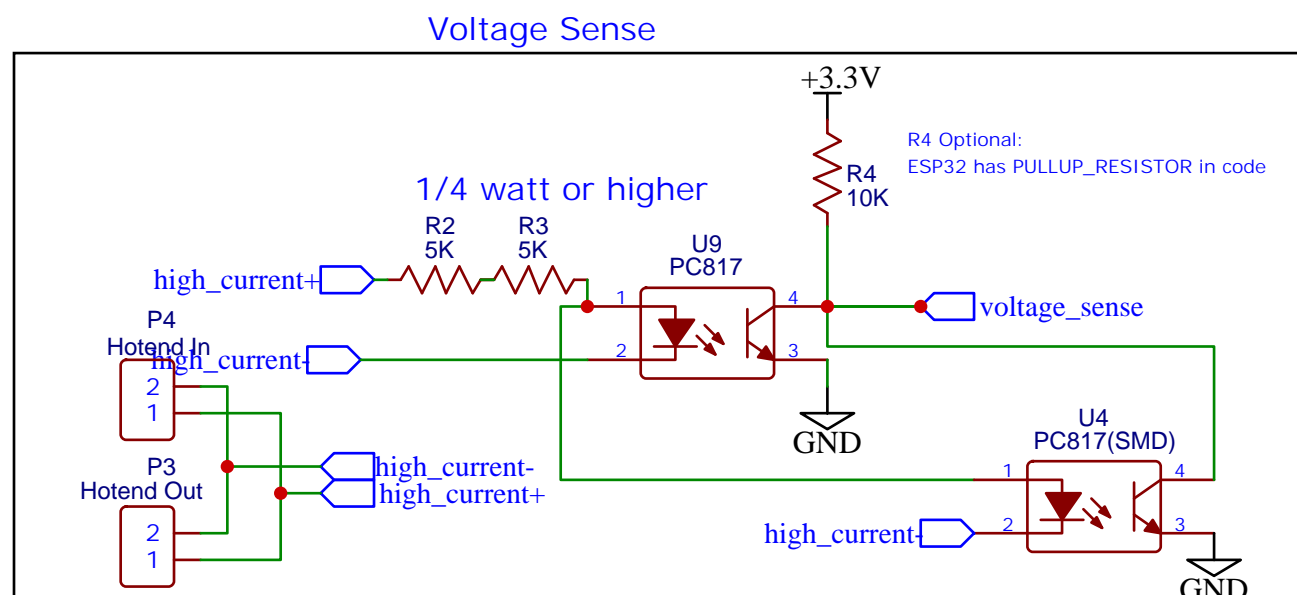 Voltage Sense
+3.3V
R4 Optional:
ESP32 has PULLUP_RESISTOR in code
R4
10K
1/4 watt or higher
R2
5K
R3
5K
U9
PC817
high_current+
1
4
voltage_sense
P4
Hotend In
high_current-
2
3
2
1
GND
U4
PC817(SMD)
P3
Hotend Out
high_current-
high_current+
1
4
2
1
high_current-
2
3
GND